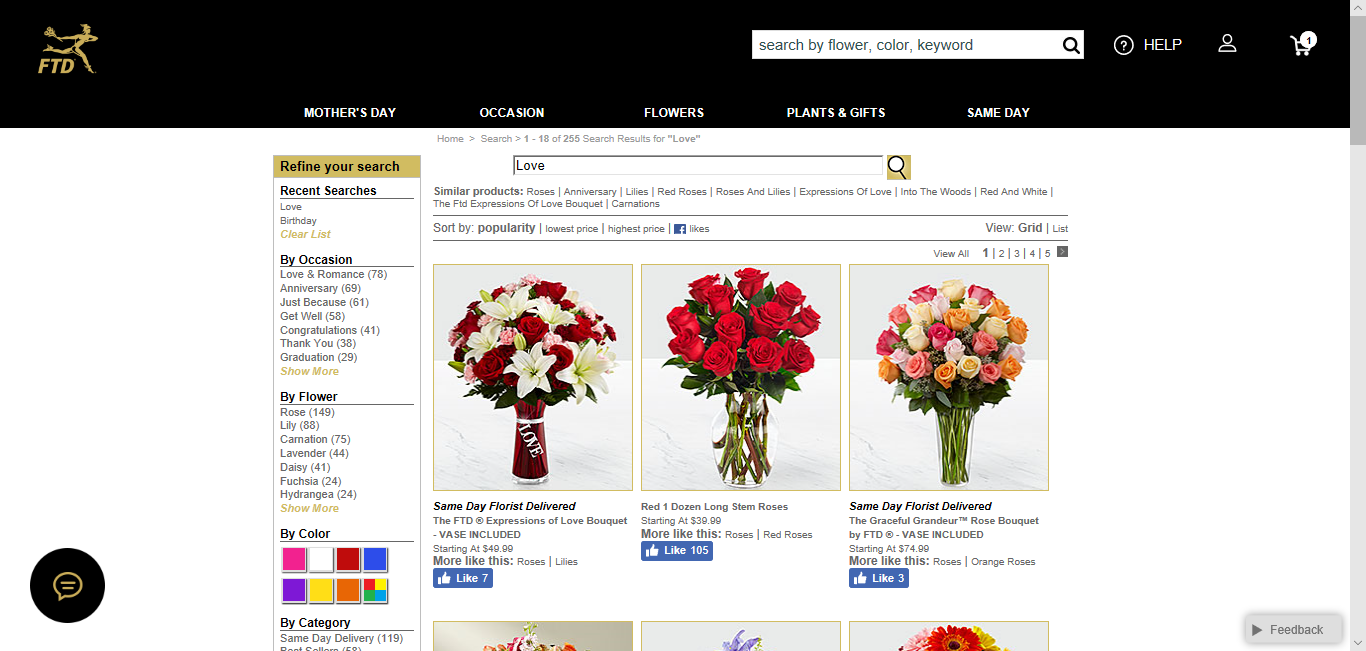 FTD
search by flower, color, keyword
HELP
1
MOTHER'S DAY
OCCASION
FLOWERS
PLANTS & GIFTS
SAME DAY
Home > Search > 1 - 18 of 255 Search Results for "Love"
Refine your search
Recent Searches
Love
Birthday
Clear List
By Occasion
Love & Romance (78)
Anniversary (69)
Just Because (61)
Get Well (58)
Congratulations (41)
Thank You (38)
Graduation (29)
Show More
By Flower
Rose (149)
Lily (88)
Carnation (75)
Lavender (44)
Daisy (41)
Fuchsia (24)
Hydrangea (24)
Show More
By Color
By Category
Same Day Delivery (119)
Best Sellers (58)
Love
Similar products: Roses | Anniversary | Lilies | Red Roses | Roses And Lilies | Expressions Of Love | Into The Woods | Red And White |
The Ftd Expressions Of Love Bouquet | Carnations
Sort by: popularity | lowest price | highest price | f likes
View: Grid | List
View All 1 | 2 | 3 | 4 | 5 >
LOVE
Same Day Florist Delivered
The FTD ® Expressions of Love Bouquet
- VASE INCLUDED
Starting At $49.99
More like this: Roses | Lilies
Like 7
Red 1 Dozen Long Stem Roses
Starting At $39.99
More like this: Roses | Red Roses
Like 105
Same Day Florist Delivered
The Graceful Grandeur™ Rose Bouquet
by FTD ® - VASE INCLUDED
Starting At $74.99
More like this: Roses | Orange Roses
Like 3
Feedback